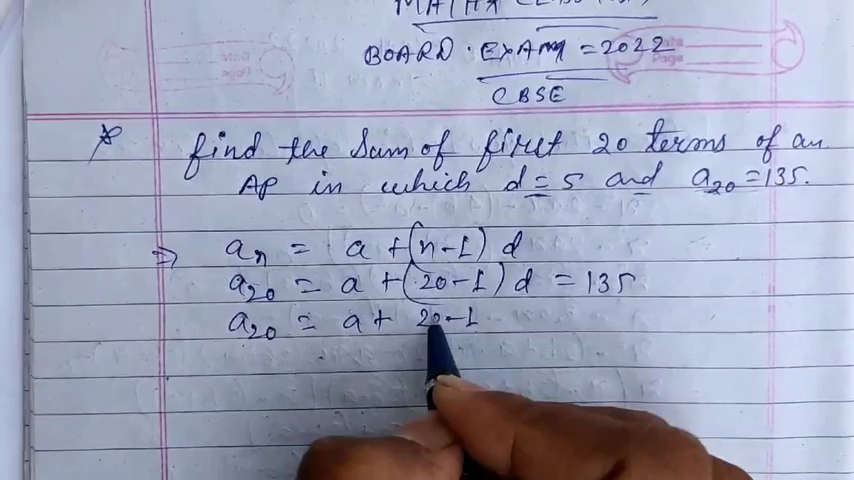 BOARD. EXAM = 2022
CBSE
find the Sum of first 20 terms of an
AP in which d = 5 and a20 = 135.
⇒ an = a + (n-1) d
a20 = a + (20-1) d = 135
a20 = a + 20-1